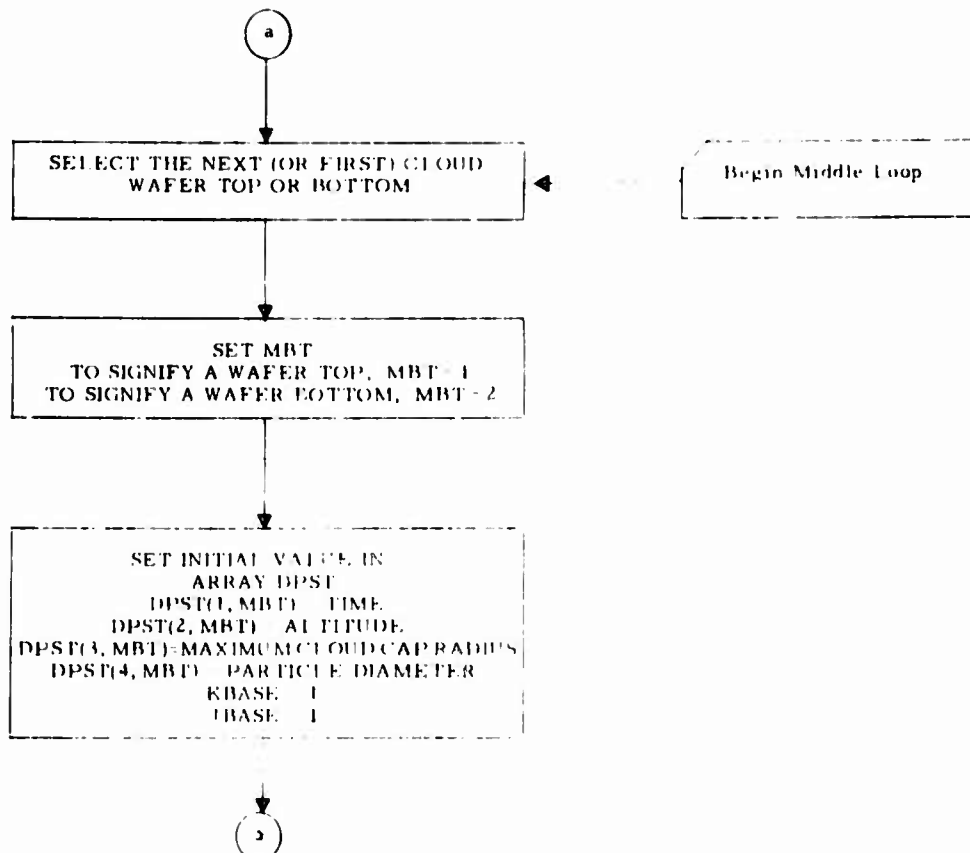 a
SELECT THE NEXT (OR FIRST) CLOUD
WAFER TOP OR BOTTOM
Begin Middle Loop
SET MBT
TO SIGNIFY A WAFER TOP, MBT - 1
TO SIGNIFY A WAFER BOTTOM, MBT - 2
SET INITIAL VALUE IN
ARRAY DPST
DPST(1, MBT) TIME
DPST(2, MBT) ALTITUDE
DPST(3, MBT)=MAXIMUM CLOUD CAP RADIUS
DPST(4, MBT) PARTICLE DIAMETER
KBASE 1
1